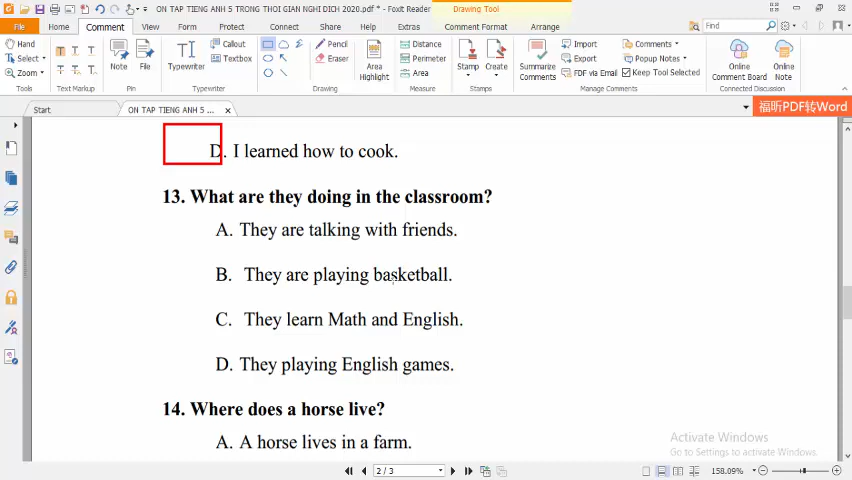 ON TAP TIENG ANH 5 TRONG THOI GIAN NGHI DICH 2020.pdf * - Foxit Reader
Drawing Tool
File Home Comment View Form Protect Connect Share Help Extras Comment Format Arrange
Find
Hand
Select
Zoom
Tools
Text Markup
Note
File
Pin
Typewriter
Callout
Textbox
Typewriter
Pencil
Eraser
Drawing
Area Highlight
Distance
Perimeter
Area
Measure
Stamp
Create
Stamps
Summarize Comments
Import
Export
FDF via Email
Comments
Popup Notes
Keep Tool Selected
Manage Comments
Online Comment Board
Online Note
Connected Discussion
Start
ON TAP TIENG ANH 5 ...
福昕PDF转Word
D. I learned how to cook.
13. What are they doing in the classroom?
A. They are talking with friends.
B. They are playing basketball.
C. They learn Math and English.
D. They playing English games.
14. Where does a horse live?
A. A horse lives in a farm.
Activate Windows
Go to Settings to activate Windows.
2 / 3
158.09%